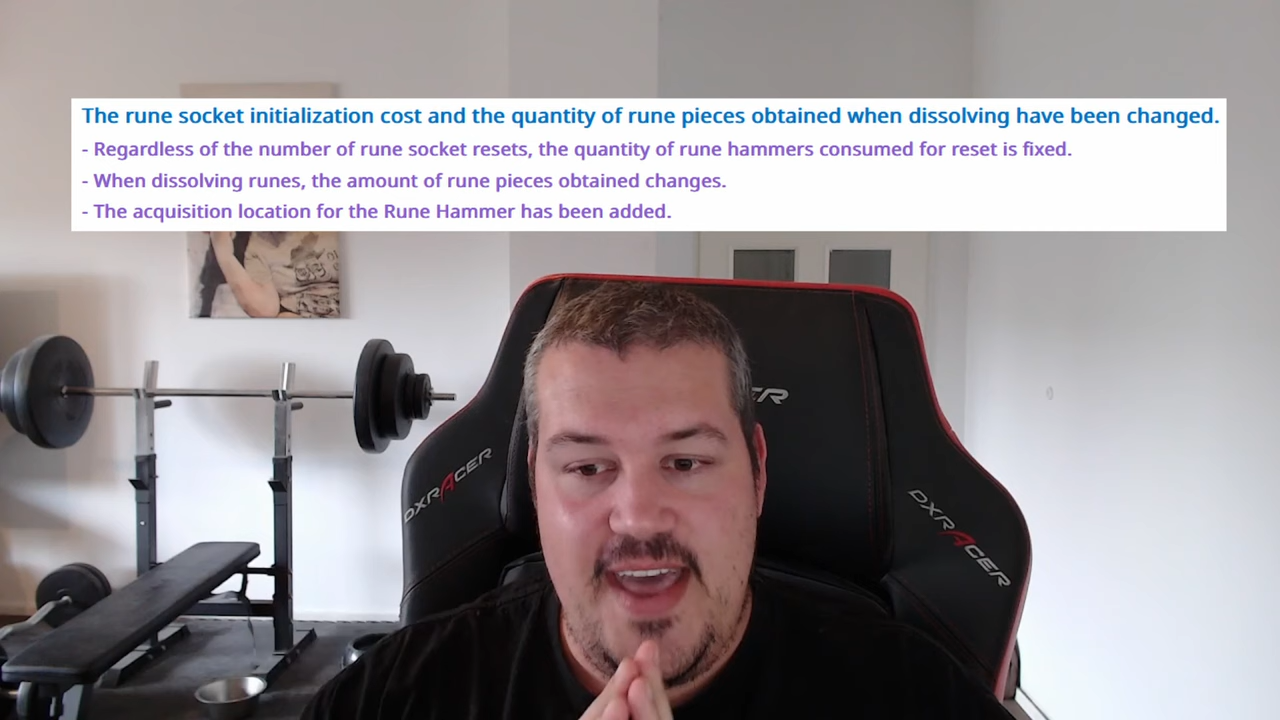 The rune socket initialization cost and the quantity of rune pieces obtained when dissolving have been changed.
- Regardless of the number of rune socket resets, the quantity of rune hammers consumed for reset is fixed.
- When dissolving runes, the amount of rune pieces obtained changes.
- The acquisition location for the Rune Hammer has been added.
ER
DXRACER
DXRACER